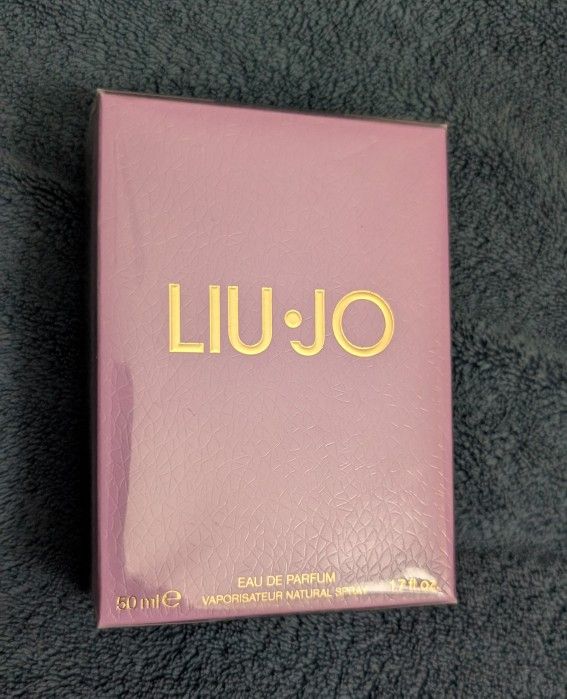 LIU•JO
EAU DE PARFUM
50 ml ℮ VAPORISATEUR NATURAL SPRAY 1.7 fl.oz.